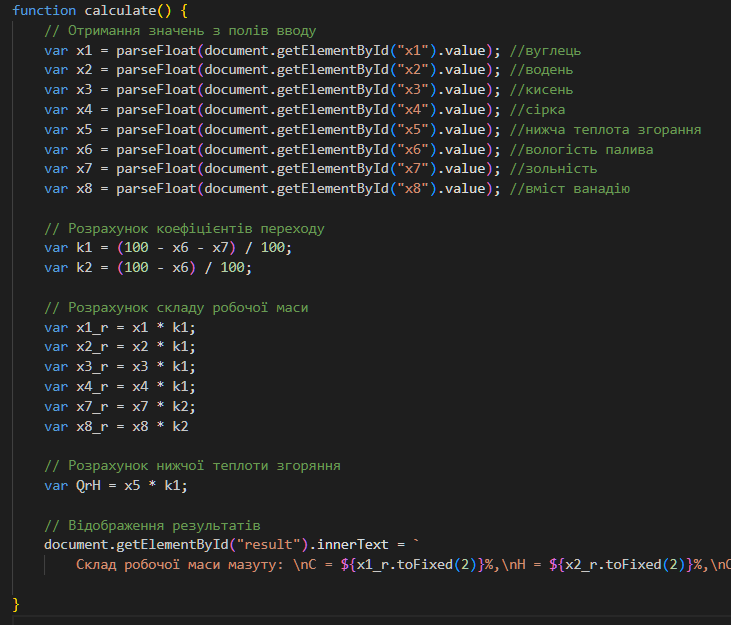 function calculate() {
// Отримання значень з полів вводу
var x1 = parseFloat(document.getElementById("x1").value); //вуглець
var x2 = parseFloat(document.getElementById("x2").value); //водень
var x3 = parseFloat(document.getElementById("x3").value); //кисень
var x4 = parseFloat(document.getElementById("x4").value); //сірка
var x5 = parseFloat(document.getElementById("x5").value); //нижча теплота згорання
var x6 = parseFloat(document.getElementById("x6").value); //вологість палива
var x7 = parseFloat(document.getElementById("x7").value); //зольність
var x8 = parseFloat(document.getElementById("x8").value); //вміст ванадію
// Розрахунок коефіцієнтів переходу
var k1 = (100 - x6 - x7) / 100;
var k2 = (100 - x6) / 100;
// Розрахунок складу робочої маси
var x1_r = x1 * k1;
var x2_r = x2 * k1;
var x3_r = x3 * k1;
var x4_r = x4 * k1;
var x7_r = x7 * k2;
var x8_r = x8 * k2
// Розрахунок нижчої теплоти згоряння
var QrH = x5 * k1;
// Відображення результатів
document.getElementById("result").innerText = `
Склад робочої маси мазуту: \nC = ${x1_r.toFixed(2)}%,\nH = ${x2_r.toFixed(2)}%,\n
}